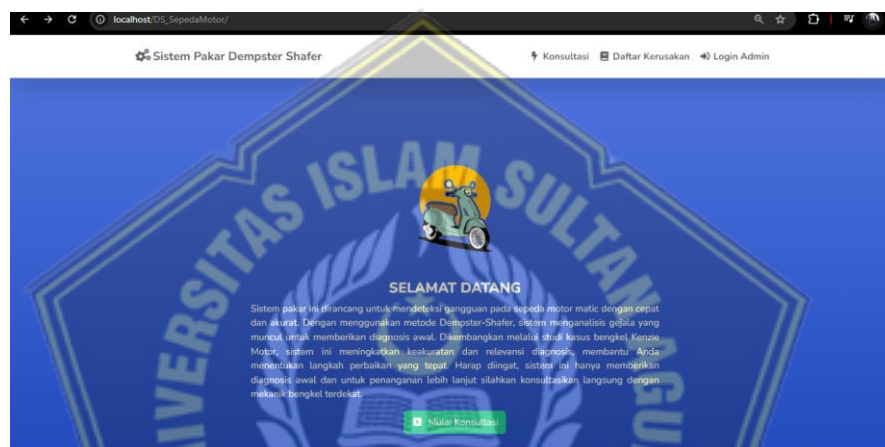 localhost/DS_SepedaMotor/
Sistem Pakar Dempster Shafer
Konsultasi Daftar Kerusakan Login Admin
UNIVERSITAS ISLAM SULTAN AGUN
SELAMAT DATANG
Sistem pakar ini dirancang untuk mendeteksi gangguan pada sepeda motor matic dengan cepat
dan akurat. Dengan menggunakan metode Dempster-Shafer, sistem menganalisis gejala yang
muncul untuk memberikan diagnosis awal. Dikembangkan melalui studi kasus bengkel Kenzie
Motor, sistem ini meningkatkan keakuratan dan relevansi diagnosis, membantu Anda
menentukan langkah perbaikan yang tepat. Harap diingat, sistem ini hanya memberikan
diagnosis awal dan untuk penanganan lebih lanjut silahkan konsultasikan langsung dengan
mekanik bengkel terdekat.
Mulai Konsultasi